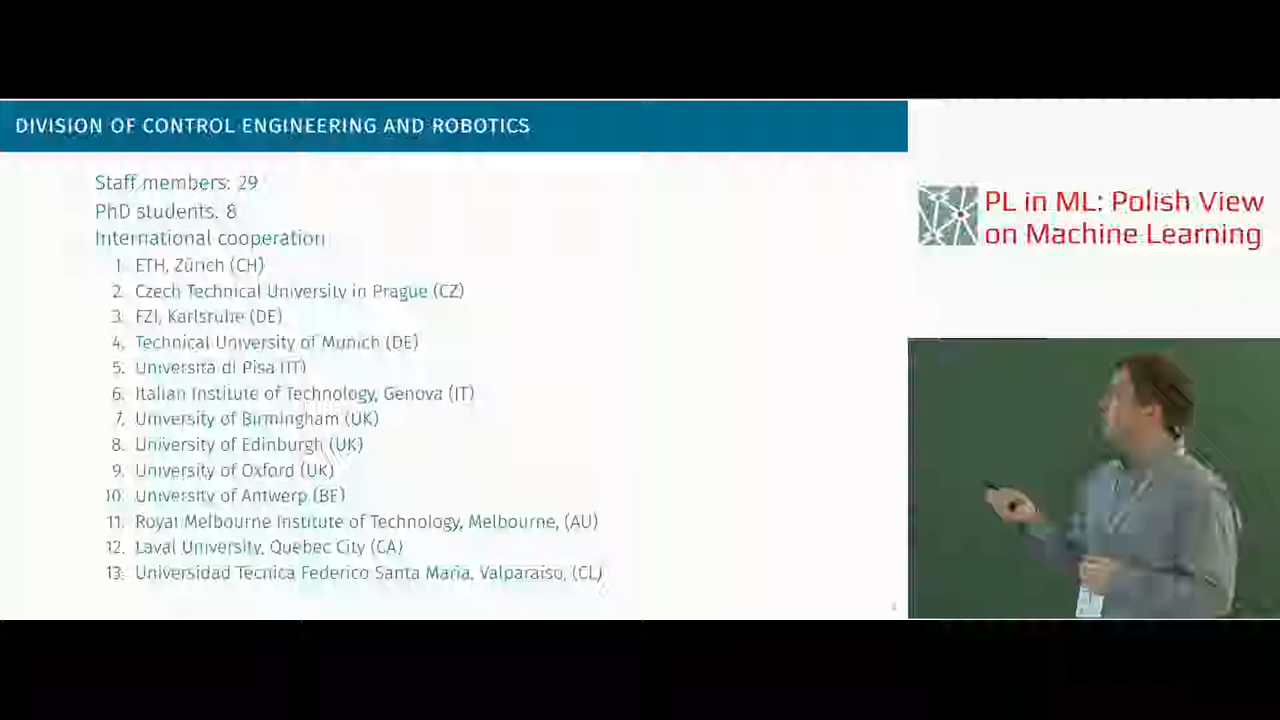 DIVISION OF CONTROL ENGINEERING AND ROBOTICS
Staff members: 29
PhD students: 8
International cooperation
1. ETH, Zürich (CH)
2. Czech Technical University in Prague (CZ)
3. FZI, Karlsruhe (DE)
4. Technical University of Munich (DE)
5. Università di Pisa (IT)
6. Italian Institute of Technology, Genova (IT)
7. University of Birmingham (UK)
8. University of Edinburgh (UK)
9. University of Oxford (UK)
10. University of Antwerp (BE)
11. Royal Melbourne Institute of Technology, Melbourne, (AU)
12. Laval University, Quebec City (CA)
13. Universidad Tecnica Federico Santa Maria, Valparaiso, (CL)
PL in ML: Polish View
on Machine Learning